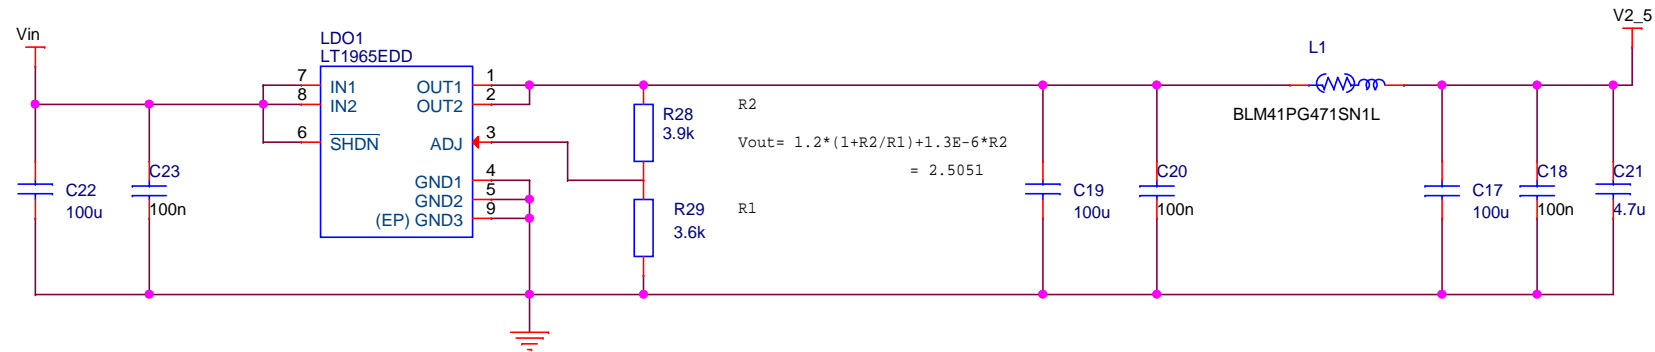 Vin
LDO1
LT1965EDD
7
IN1
8
IN2
6
SHDN
OUT1
1
OUT2
2
ADJ
3
GND1
4
GND2
5
(EP) GND3
9
C22
100u
C23
100n
R28
3.9k
R29
3.6k
R2
Vout= 1.2*(1+R2/R1)+1.3E-6*R2
= 2.5051
R1
C19
100u
C20
100n
L1
BLM41PG471SN1L
V2_5
C17
100u
C18
100n
C21
4.7u